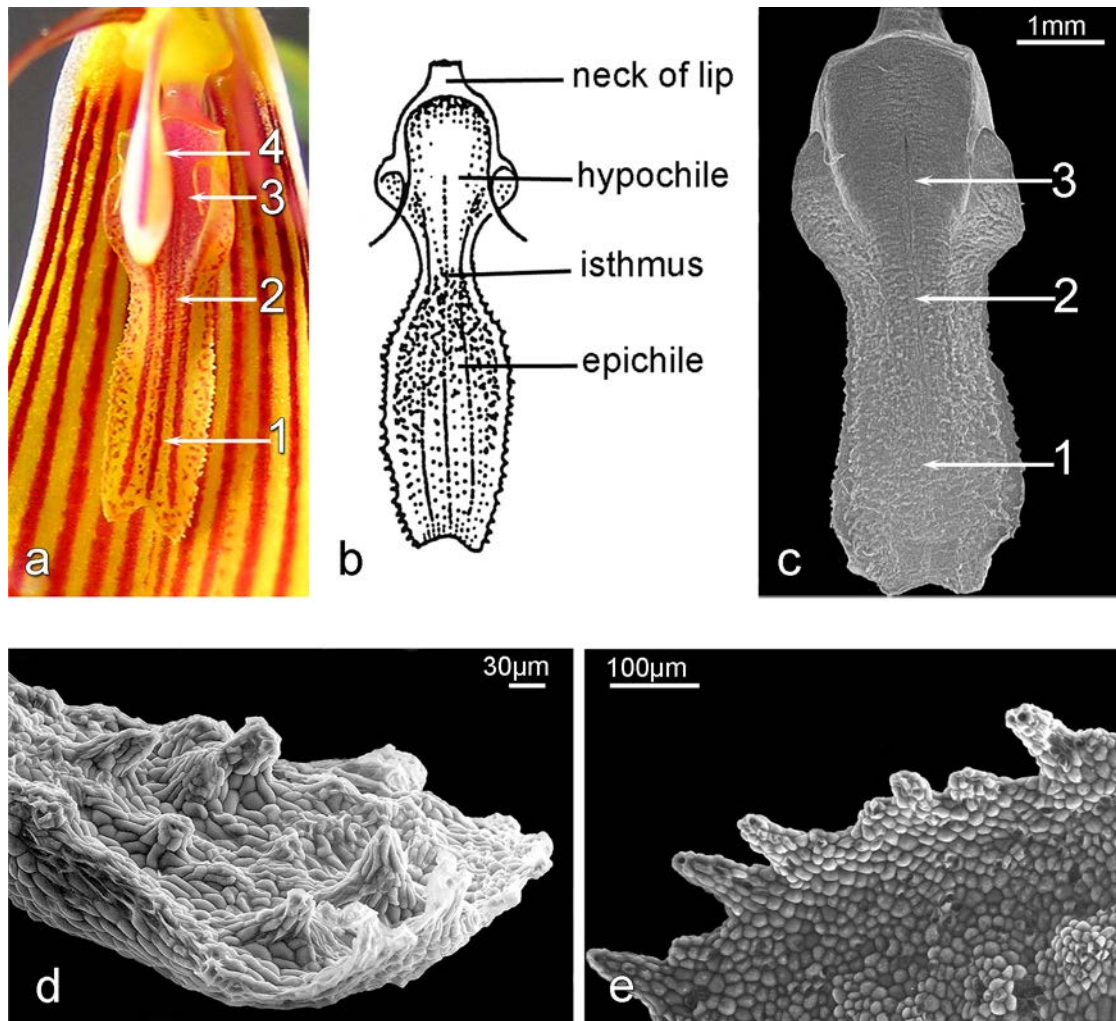 4
3
2
1
a
neck of lip
hypochile
isthmus
epichile
b
1mm
3
2
1
c
30µm
d
100µm
e